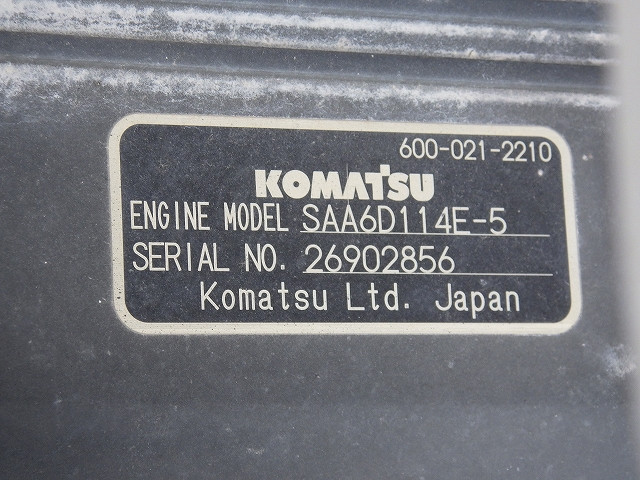 600-021-2210
KOMATSU
ENGINE MODEL SAA6D114E-5
SERIAL NO. 26902856
Komatsu Ltd. Japan